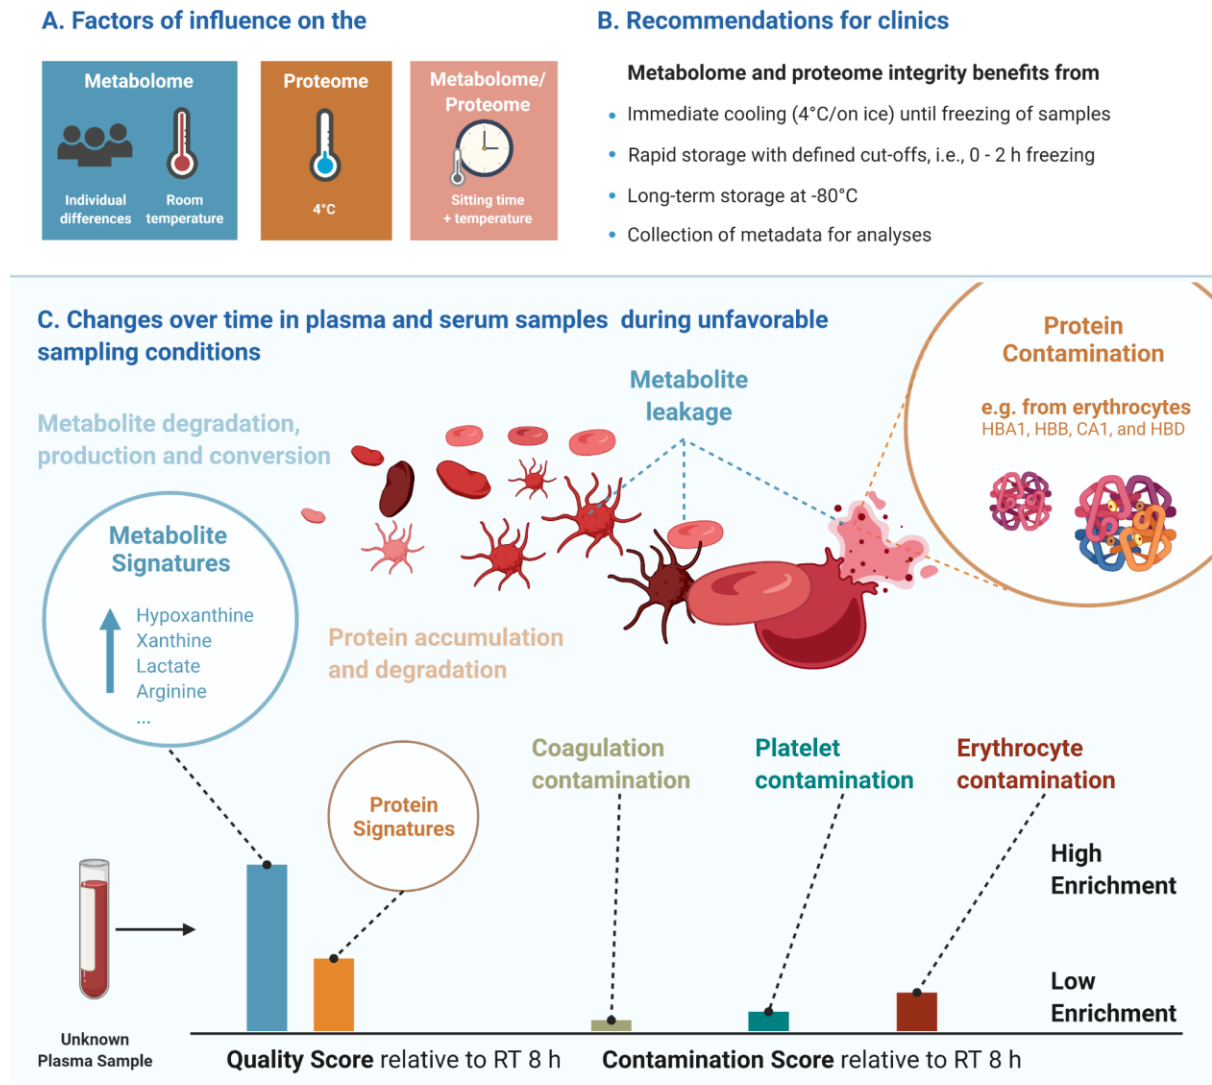 A. Factors of influence on the
Metabolome
Individual
differences
Room
temperature
Proteome
4°C
Metabolome/
Proteome
Sitting time
+ temperature
B. Recommendations for clinics
Metabolome and proteome integrity benefits from
• Immediate cooling (4°C/on ice) until freezing of samples
• Rapid storage with defined cut-offs, i.e., 0 - 2 h freezing
• Long-term storage at -80°C
• Collection of metadata for analyses
C. Changes over time in plasma and serum samples during unfavorable
sampling conditions
Metabolite degradation,
production and conversion
Metabolite
leakage
Protein
Contamination
e.g. from erythrocytes
HBA1, HBB, CA1, and HBD
Metabolite
Signatures
Hypoxanthine
Xanthine
Lactate
Arginine
...
Protein accumulation
and degradation
Protein
Signatures
Coagulation
contamination
Platelet
contamination
Erythrocyte
contamination
High
Enrichment
Low
Enrichment
Unknown
Plasma Sample
Quality Score relative to RT 8 h
Contamination Score relative to RT 8 h